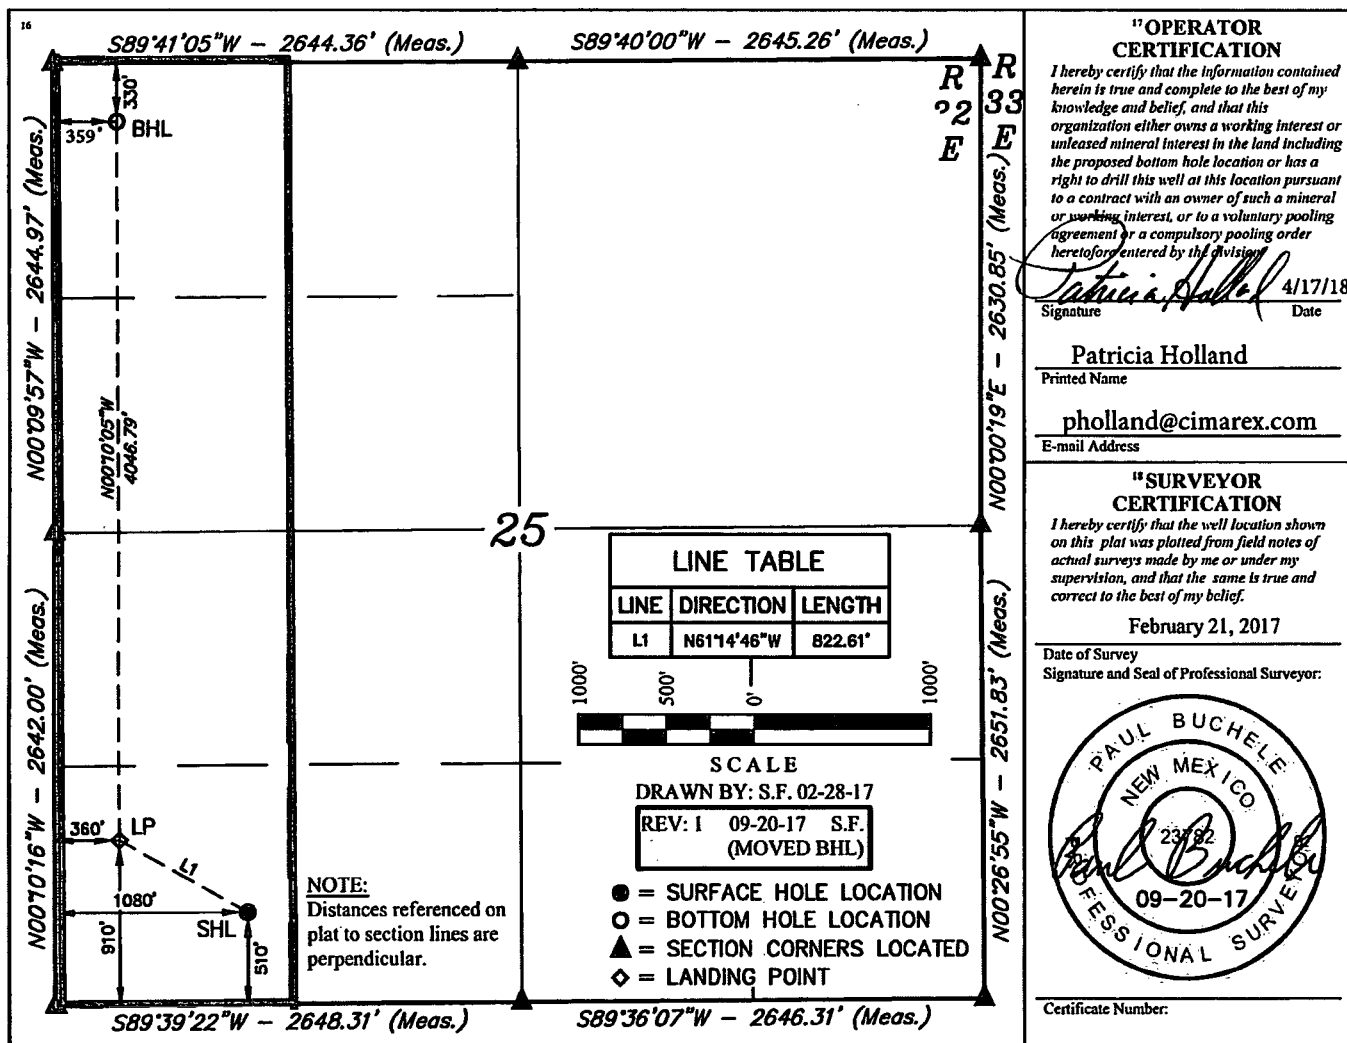 16
S89°41'05"W – 2644.36' (Meas.)
S89°40'00"W – 2645.26' (Meas.)
R
22
E
R
33
E
330'
359'
BHL
N00°09'57"W – 2644.97' (Meas.)
N00°10'05"W
4046.79'
N00°00'19"E – 2630.85' (Meas.)
25
LINE TABLE
LINE DIRECTION LENGTH
L1 N61°14'46"W 822.61'
1000' 500' 0' 1000'
SCALE
DRAWN BY: S.F. 02-28-17
REV: 1 09-20-17 S.F.
(MOVED BHL)
N00°10'16"W – 2642.00' (Meas.)
N00°26'55"W – 2651.83' (Meas.)
360'
LP
L1
1080'
SHL
910'
510'
NOTE:
Distances referenced on
plat to section lines are
perpendicular.
= SURFACE HOLE LOCATION
= BOTTOM HOLE LOCATION
= SECTION CORNERS LOCATED
= LANDING POINT
S89°39'22"W – 2648.31' (Meas.)
S89°36'07"W – 2646.31' (Meas.)
17 OPERATOR
CERTIFICATION
I hereby certify that the information contained
herein is true and complete to the best of my
knowledge and belief, and that this
organization either owns a working interest or
unleased mineral interest in the land including
the proposed bottom hole location or has a
right to drill this well at this location pursuant
to a contract with an owner of such a mineral
or working interest, or to a voluntary pooling
agreement or a compulsory pooling order
heretofore entered by the division.
Patricia Holland 4/17/18
Signature Date
Patricia Holland
Printed Name
pholland@cimarex.com
E-mail Address
18 SURVEYOR
CERTIFICATION
I hereby certify that the well location shown
on this plat was plotted from field notes of
actual surveys made by me or under my
supervision, and that the same is true and
correct to the best of my belief.
February 21, 2017
Date of Survey
Signature and Seal of Professional Surveyor:
PAUL BUCHELE
NEW MEXICO
23782
Paul Buchele
09-20-17
PROFESSIONAL SURVEYOR
Certificate Number: